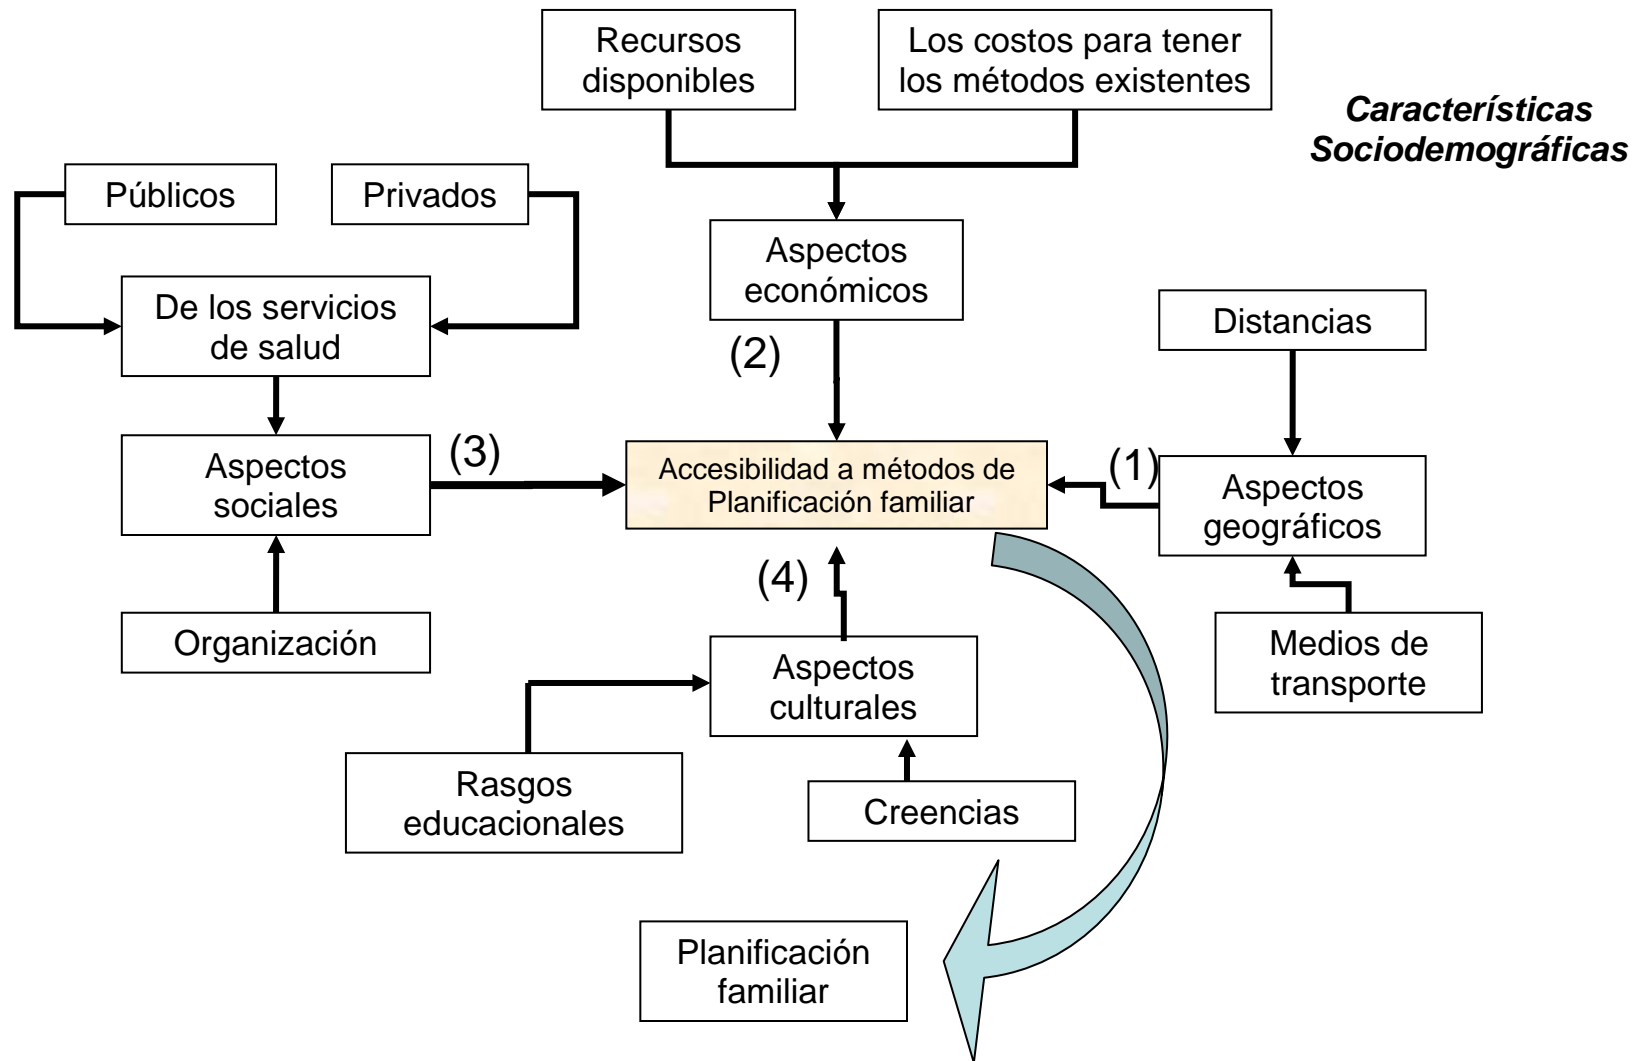 Recursos
disponibles
Los costos para tener
los métodos existentes
Característísticas
Sociodemográficas
Públicos
Privados
Aspectos
económicos
De los servicios
de salud
Distancias
(2)
Aspectos
sociales
(3)
Accesibilidad a métodos de
Planificación familiar
(1)
Aspectos
geográficos
(4)
Organización
Aspectos
culturales
Medios de
transporte
Rasgos
educacionales
Creencias
Planificación
familiar